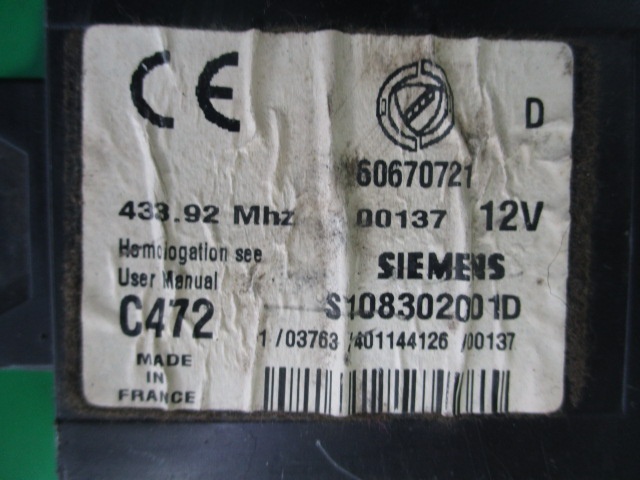 CE
D
60670721
433.92 Mhz 00137 12V
Homologation see
User Manual
SIEMENS
C472
S108302001D
1/03763/401144126/00137
MADE
IN
FRANCE